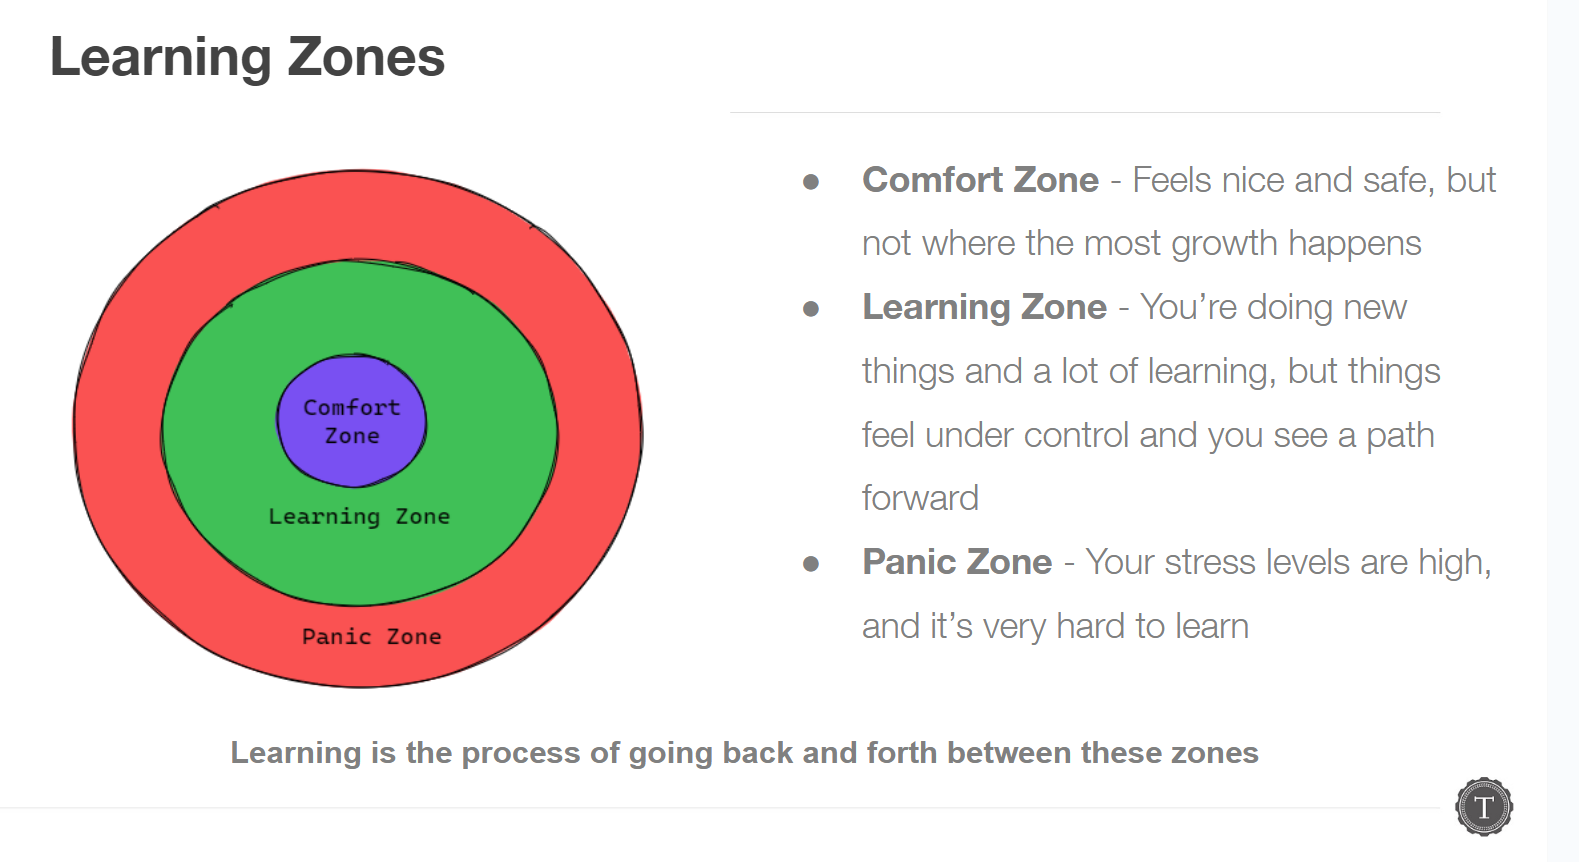 Learning Zones
Comfort
Zone
Learning Zone
Panic Zone
● Comfort Zone - Feels nice and safe, but
not where the most growth happens
● Learning Zone - You’re doing new
things and a lot of learning, but things
feel under control and you see a path
forward
● Panic Zone - Your stress levels are high,
and it’s very hard to learn
Learning is the process of going back and forth between these zones
T